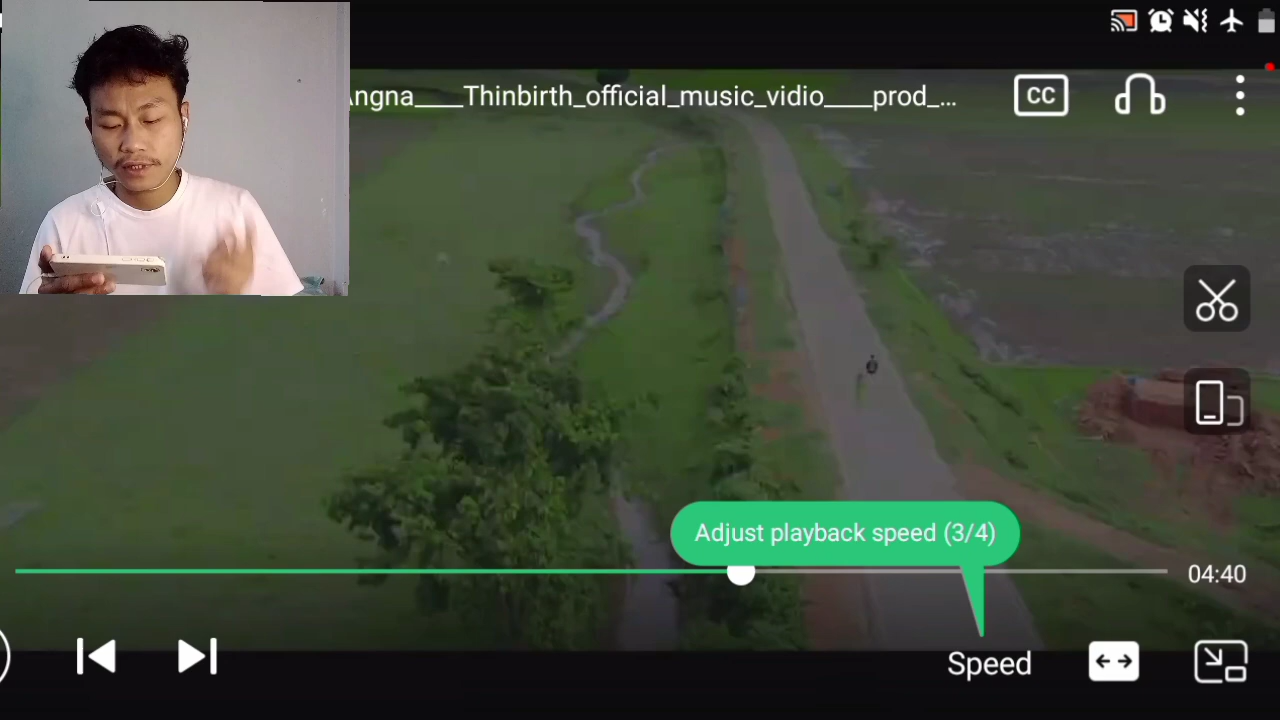 Angna____Thinbirth_official_music_vidio____prod_...
CC
Adjust playback speed (3/4)
04:40
Speed